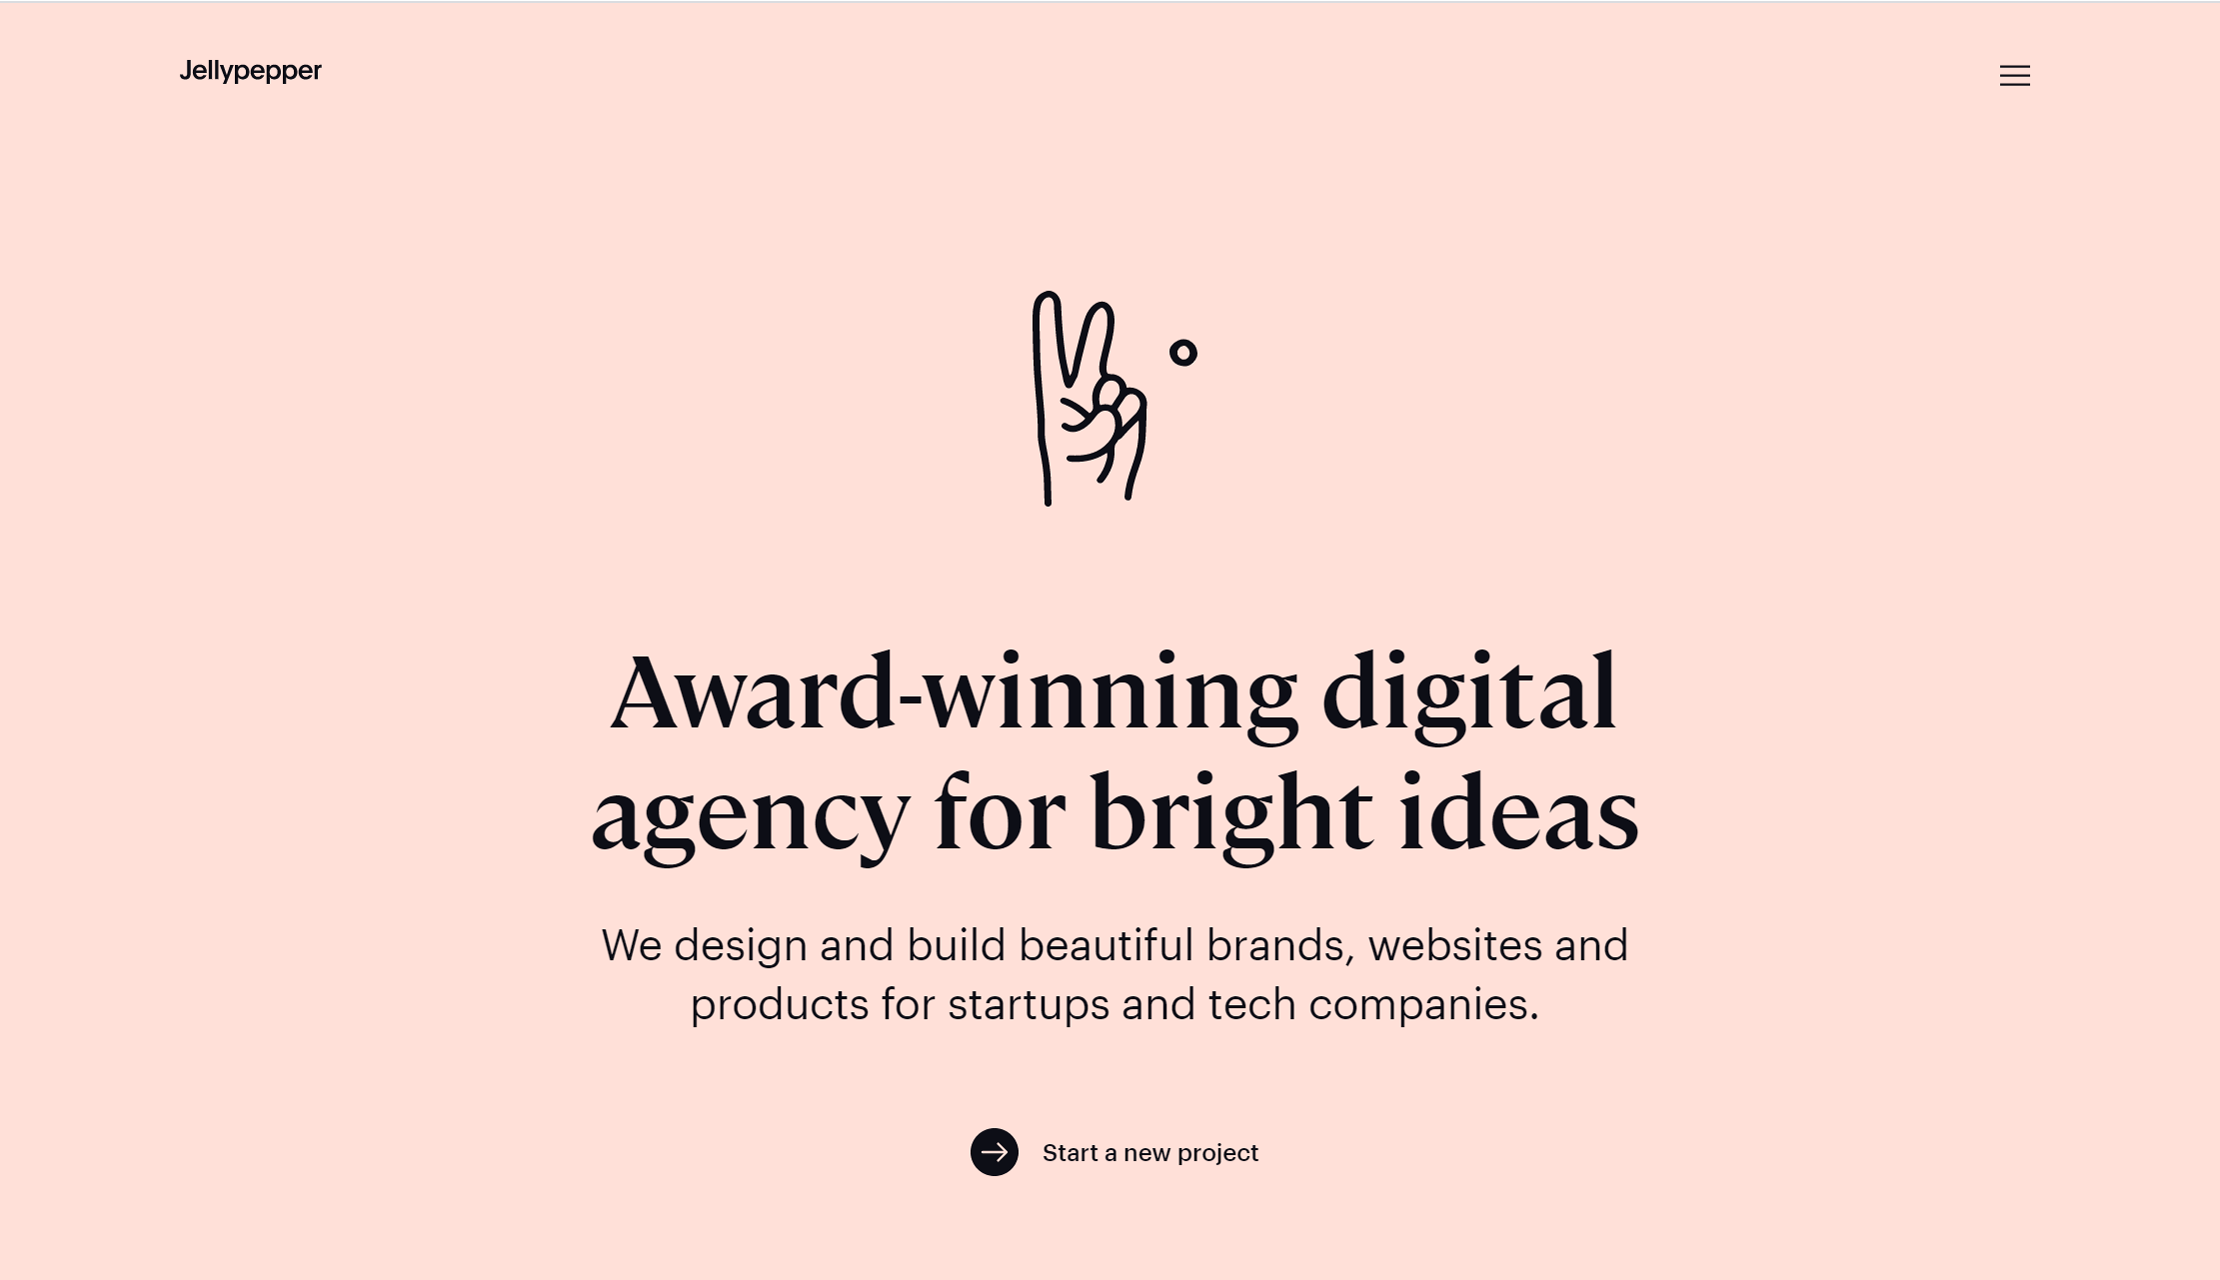 Jellypepper
Award-winning digital
agency for bright ideas
We design and build beautiful brands, websites and
products for startups and tech companies.
Start a new project